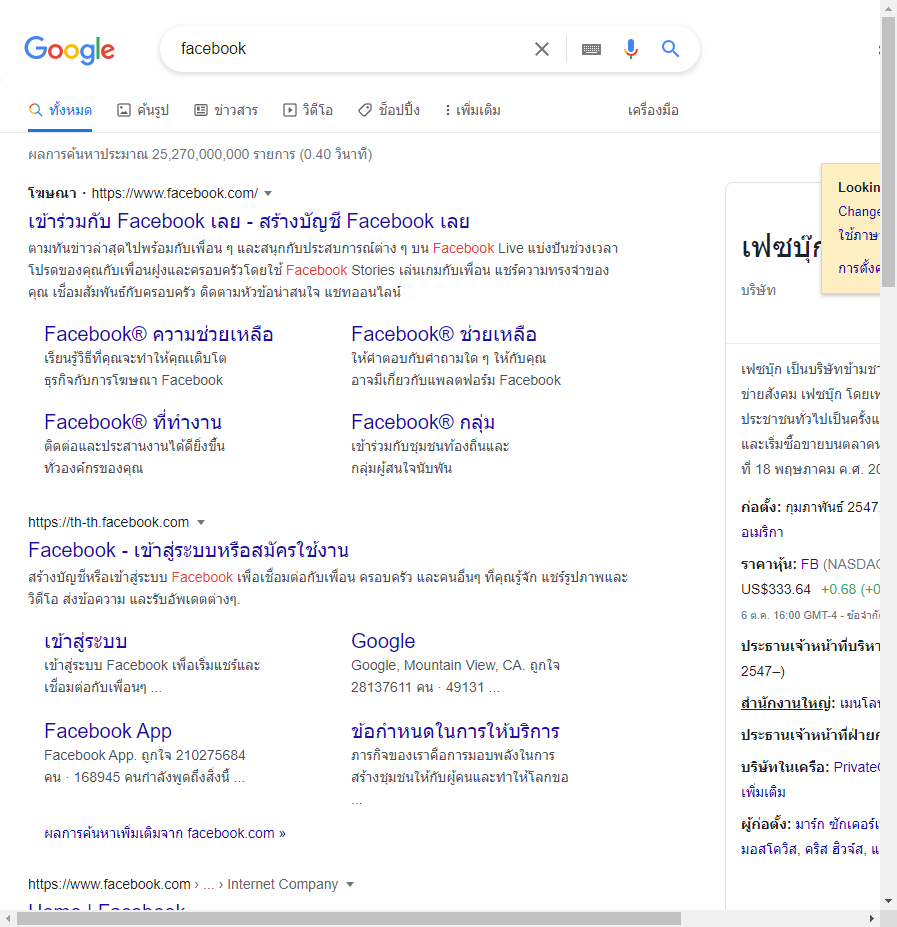 Google
facebook
ทั้งหมด
ค้นรูป
ข่าวสาร
วิดีโอ
ช็อปปิ้ง
เพิ่มเติม
เครื่องมือ
ผลการค้นหาประมาณ 25,270,000,000 รายการ (0.40 วินาที)
โฆษณา · https://www.facebook.com/
เข้าร่วมกับ Facebook เลย - สร้างบัญชี Facebook เลย
ตามทันข่าวล่าสุดไปพร้อมกับเพื่อน ๆ และสนุกกับประสบการณ์ต่าง ๆ บน Facebook Live แบ่งปันช่วงเวลา
โปรดของคุณกับเพื่อนฝูงและครอบครัวโดยใช้ Facebook Stories เล่นเกมกับเพื่อน แชร์ความทรงจำของ
คุณ เชื่อมสัมพันธ์กับครอบครัว ติดตามหัวข้อน่าสนใจ แชทออนไลน์
Facebook® ความช่วยเหลือ
เรียนรู้วิธีที่คุณจะทำให้คุณเติบโต
ธุรกิจกับการโฆษณา Facebook
Facebook® ช่วยเหลือ
ให้คำตอบกับคำถามใด ๆ ให้กับคุณ
อาจมีเกี่ยวกับแพลตฟอร์ม Facebook
Facebook® ที่ทำงาน
ติดต่อและประสานงานได้ดียิ่งขึ้น
ทั่วองค์กรของคุณ
Facebook® กลุ่ม
เข้าร่วมกับชุมชนท้องถิ่นและ
กลุ่มผู้สนใจนับพัน
https://th-th.facebook.com
Facebook - เข้าสู่ระบบหรือสมัครใช้งาน
สร้างบัญชีหรือเข้าสู่ระบบ Facebook เพื่อเชื่อมต่อกับเพื่อน ครอบครัว และคนอื่นๆ ที่คุณรู้จัก แชร์รูปภาพและ
วิดีโอ ส่งข้อความ และรับอัพเดตต่างๆ.
เข้าสู่ระบบ
เข้าสู่ระบบ Facebook เพื่อเริ่มแชร์และ
เชื่อมต่อกับเพื่อนๆ ...
Google
Google, Mountain View, CA. ถูกใจ
28137611 คน · 49131 ...
Facebook App
Facebook App. ถูกใจ 210275684
คน · 168945 คนกำลังพูดถึงสิ่งนี้ ...
ข้อกำหนดในการให้บริการ
ภารกิจของเราคือการมอบพลังในการ
สร้างชุมชนให้กับผู้คนและทำให้โลกขอ
...
ผลการค้นหาเพิ่มเติมจาก facebook.com »
https://www.facebook.com › ... › Internet Company
Home | Facebook
Lookin
Change
ใช้ภาษ
การตั้งค
เฟซบุ๊ก
บริษัท
เฟซบุ๊ก เป็นบริษัทข้ามชา
ข่ายสังคม เฟซบุ๊ก โดยเฟ
ประชาชนทั่วไปเป็นครั้งแ
และเริ่มซื้อขายบนตลาดห
ที่ 18 พฤษภาคม ค.ศ. 20
ก่อตั้ง: กุมภาพันธ์ 2547
อเมริกา
ราคาหุ้น: FB (NASDAQ
US$333.64 +0.68 (+0
6 ต.ค. 16:00 GMT-4 - ข้อจำกั
ประธานเจ้าหน้าที่บริหา
2547–)
สำนักงานใหญ่: เมนโลพ
ประธานเจ้าหน้าที่ฝ่าย
บริษัทในเครือ: Private
เพิ่มเติม
ผู้ก่อตั้ง: มาร์ก ซักเคอร์เ
มอสโควิส, คริส ฮิวจ์ส, แ